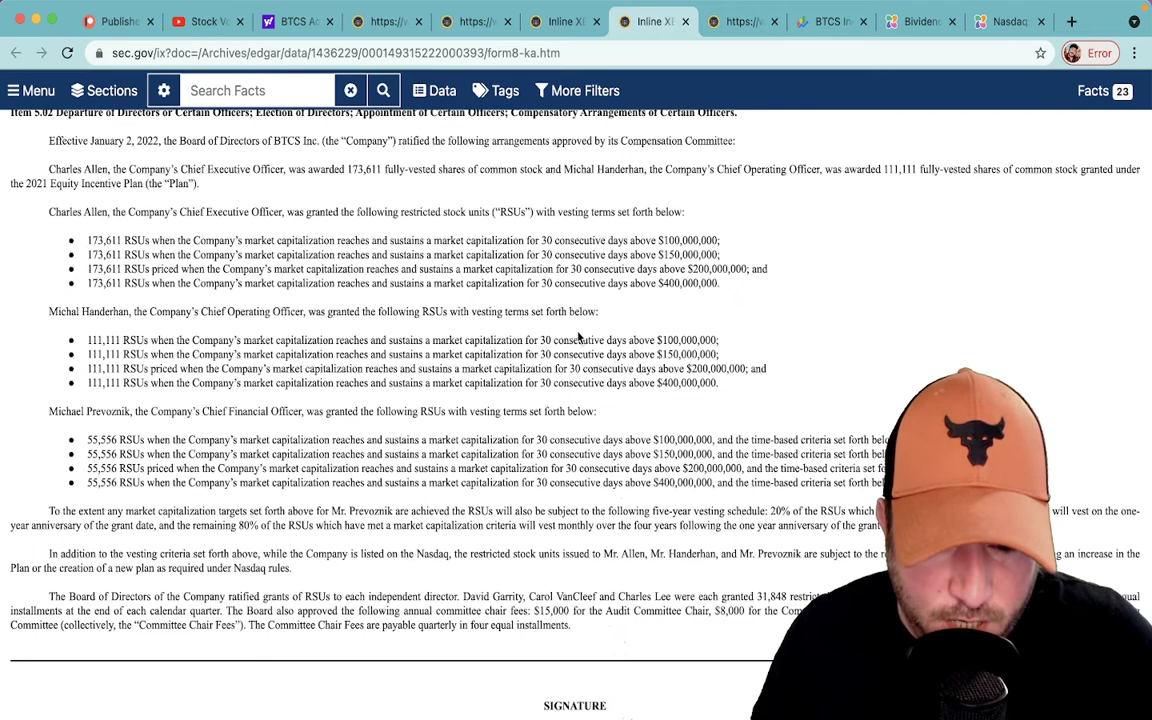 Publishe
Stock Vo
BTCS Ac
https://w
https://w
Inline XE
Inline XE
https://w
BTCS Inc
Bividenc
Nasdaq:
sec.gov/ix?doc=/Archives/edgar/data/1436229/000149315222000393/form8-ka.htm
Error
Menu
Sections
Search Facts
Data
Tags
More Filters
Facts 23
Item 5.02 Departure of Directors or Certain Officers; Election of Directors; Appointment of Certain Officers; Compensatory Arrangements of Certain Officers.
Effective January 2, 2022, the Board of Directors of BTCS Inc. (the “Company”) ratified the following arrangements approved by its Compensation Committee:
Charles Allen, the Company’s Chief Executive Officer, was awarded 173,611 fully-vested shares of common stock and Michal Handerhan, the Company’s Chief Operating Officer, was awarded 111,111 fully-vested shares of common stock granted under
the 2021 Equity Incentive Plan (the “Plan”).
Charles Allen, the Company’s Chief Executive Officer, was granted the following restricted stock units (“RSUs”) with vesting terms set forth below:
● 173,611 RSUs when the Company’s market capitalization reaches and sustains a market capitalization for 30 consecutive days above $100,000,000;
● 173,611 RSUs when the Company’s market capitalization reaches and sustains a market capitalization for 30 consecutive days above $150,000,000;
● 173,611 RSUs priced when the Company’s market capitalization reaches and sustains a market capitalization for 30 consecutive days above $200,000,000; and
● 173,611 RSUs when the Company’s market capitalization reaches and sustains a market capitalization for 30 consecutive days above $400,000,000.
Michal Handerhan, the Company’s Chief Operating Officer, was granted the following RSUs with vesting terms set forth below:
● 111,111 RSUs when the Company’s market capitalization reaches and sustains a market capitalization for 30 consecutive days above $100,000,000;
● 111,111 RSUs when the Company’s market capitalization reaches and sustains a market capitalization for 30 consecutive days above $150,000,000;
● 111,111 RSUs priced when the Company’s market capitalization reaches and sustains a market capitalization for 30 consecutive days above $200,000,000; and
● 111,111 RSUs when the Company’s market capitalization reaches and sustains a market capitalization for 30 consecutive days above $400,000,000.
Michael Prevoznik, the Company’s Chief Financial Officer, was granted the following RSUs with vesting terms set forth below:
● 55,556 RSUs when the Company’s market capitalization reaches and sustains a market capitalization for 30 consecutive days above $100,000,000, and the time-based criteria set forth belo
● 55,556 RSUs when the Company’s market capitalization reaches and sustains a market capitalization for 30 consecutive days above $150,000,000, and the time-based criteria set forth belo
● 55,556 RSUs priced when the Company’s market capitalization reaches and sustains a market capitalization for 30 consecutive days above $200,000,000, and the time-based criteria set for
● 55,556 RSUs when the Company’s market capitalization reaches and sustains a market capitalization for 30 consecutive days above $400,000,000, and the time-based criteria set forth be
To the extent any market capitalization targets set forth above for Mr. Prevoznik are achieved the RSUs will also be subject to the following five-year vesting schedule: 20% of the RSUs which will vest on the one-
year anniversary of the grant date, and the remaining 80% of the RSUs which have met a market capitalization criteria will vest monthly over the four years following the one year anniversary of the grant
In addition to the vesting criteria set forth above, while the Company is listed on the Nasdaq, the restricted stock units issued to Mr. Allen, Mr. Handerhan, and Mr. Prevoznik are subject to the an increase in the
Plan or the creation of a new plan as required under Nasdaq rules.
The Board of Directors of the Company ratified grants of RSUs to each independent director. David Garrity, Carol VanCleef and Charles Lee were each granted 31,848 equal
installments at the end of each calendar quarter. The Board also approved the following annual committee chair fees: $15,000 for the Audit Committee Chair, $8,000 for the
Committee (collectively, the “Committee Chair Fees”). The Committee Chair Fees are payable quarterly in four equal installments.
SIGNATURE